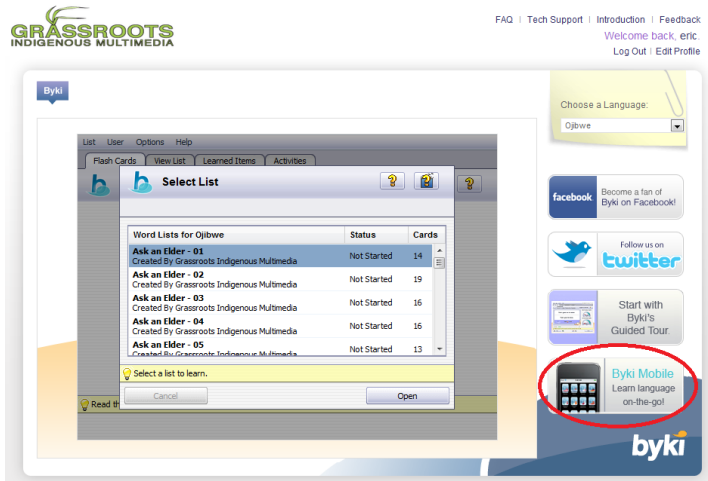 GRASSROOTS
INDIGENOUS MULTIMEDIA
FAQ | Tech Support | Introduction | Feedback
Welcome back, eric.
Log Out | Edit Profile
Byki
Choose a Language:
Ojibwe
List User Options Help
Flash Cards View List Learned Items Activities
Select List
Word Lists for Ojibwe Status Cards
Ask an Elder - 01
Created By Grassroots Indigenous Multimedia
Not Started 14
Ask an Elder - 02
Created By Grassroots Indigenous Multimedia
Not Started 19
Ask an Elder - 03
Created By Grassroots Indigenous Multimedia
Not Started 16
Ask an Elder - 04
Created By Grassroots Indigenous Multimedia
Not Started 16
Ask an Elder - 05
Created By Grassroots Indigenous Multimedia
Not Started 13
Select a list to learn.
Cancel Open
Read
facebook
Become a fan of
Byki on Facebook!
Follow us on
twitter
Start with
Byki's
Guided Tour.
Byki Mobile
Learn language
on-the-go!
byki